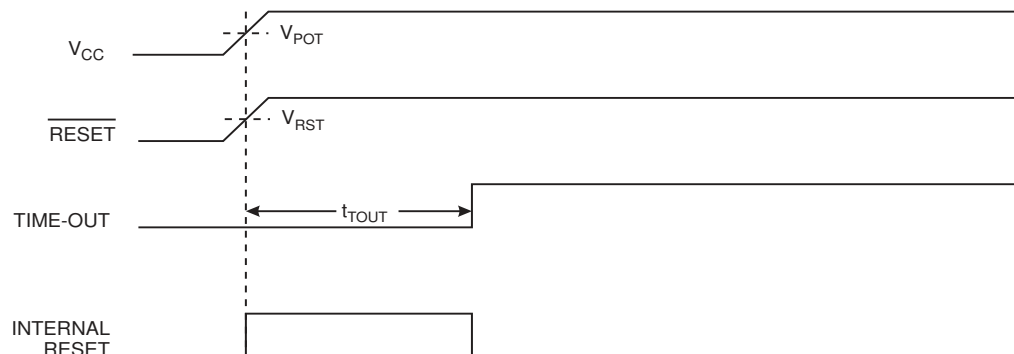 VCC
VPOT
RESET
VRST
TIME-OUT
tTOUT
INTERNAL
RESET